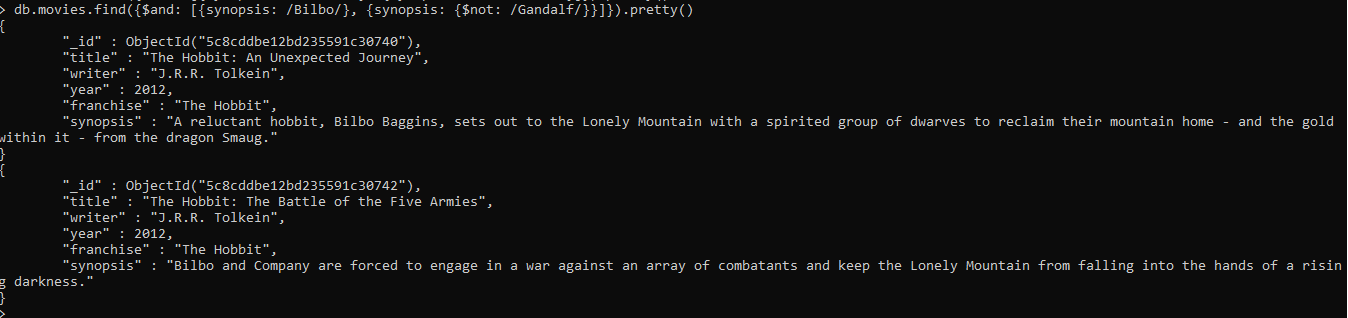 > db.movies.find({$and: [{synopsis: /Bilbo/}, {synopsis: {$not: /Gandalf/}}]}).pretty()
{
        "_id" : ObjectId("5c8cddbe12bd235591c30740"),
        "title" : "The Hobbit: An Unexpected Journey",
        "writer" : "J.R.R. Tolkein",
        "year" : 2012,
        "franchise" : "The Hobbit",
        "synopsis" : "A reluctant hobbit, Bilbo Baggins, sets out to the Lonely Mountain with a spirited group of dwarves to reclaim their mountain home - and the gold
within it - from the dragon Smaug."
}
{
        "_id" : ObjectId("5c8cddbe12bd235591c30742"),
        "title" : "The Hobbit: The Battle of the Five Armies",
        "writer" : "J.R.R. Tolkein",
        "year" : 2012,
        "franchise" : "The Hobbit",
        "synopsis" : "Bilbo and Company are forced to engage in a war against an array of combatants and keep the Lonely Mountain from falling into the hands of a risin
g darkness."
}
>